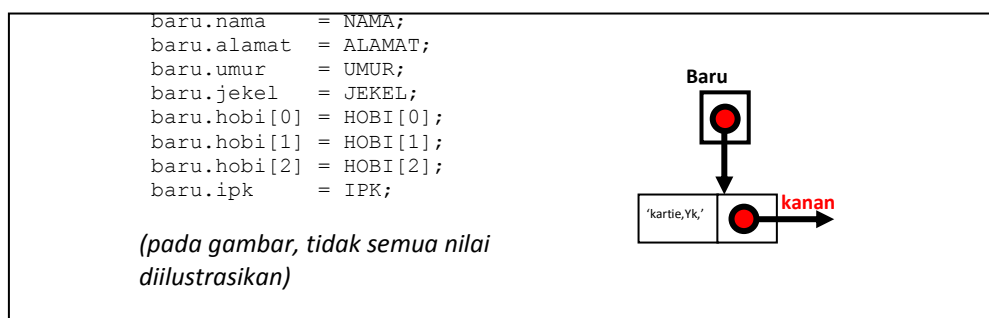 baru.nama     = NAMA;
baru.alamat  = ALAMAT;
baru.umur    = UMUR;
baru.jekel   = JEKEL;
baru.hobi[0] = HOBI[0];
baru.hobi[1] = HOBI[1];
baru.hobi[2] = HOBI[2];
baru.ipk     = IPK;
(pada gambar, tidak semua nilai
diilustrasikan)
Baru
kanan
‘kartie,Yk,’